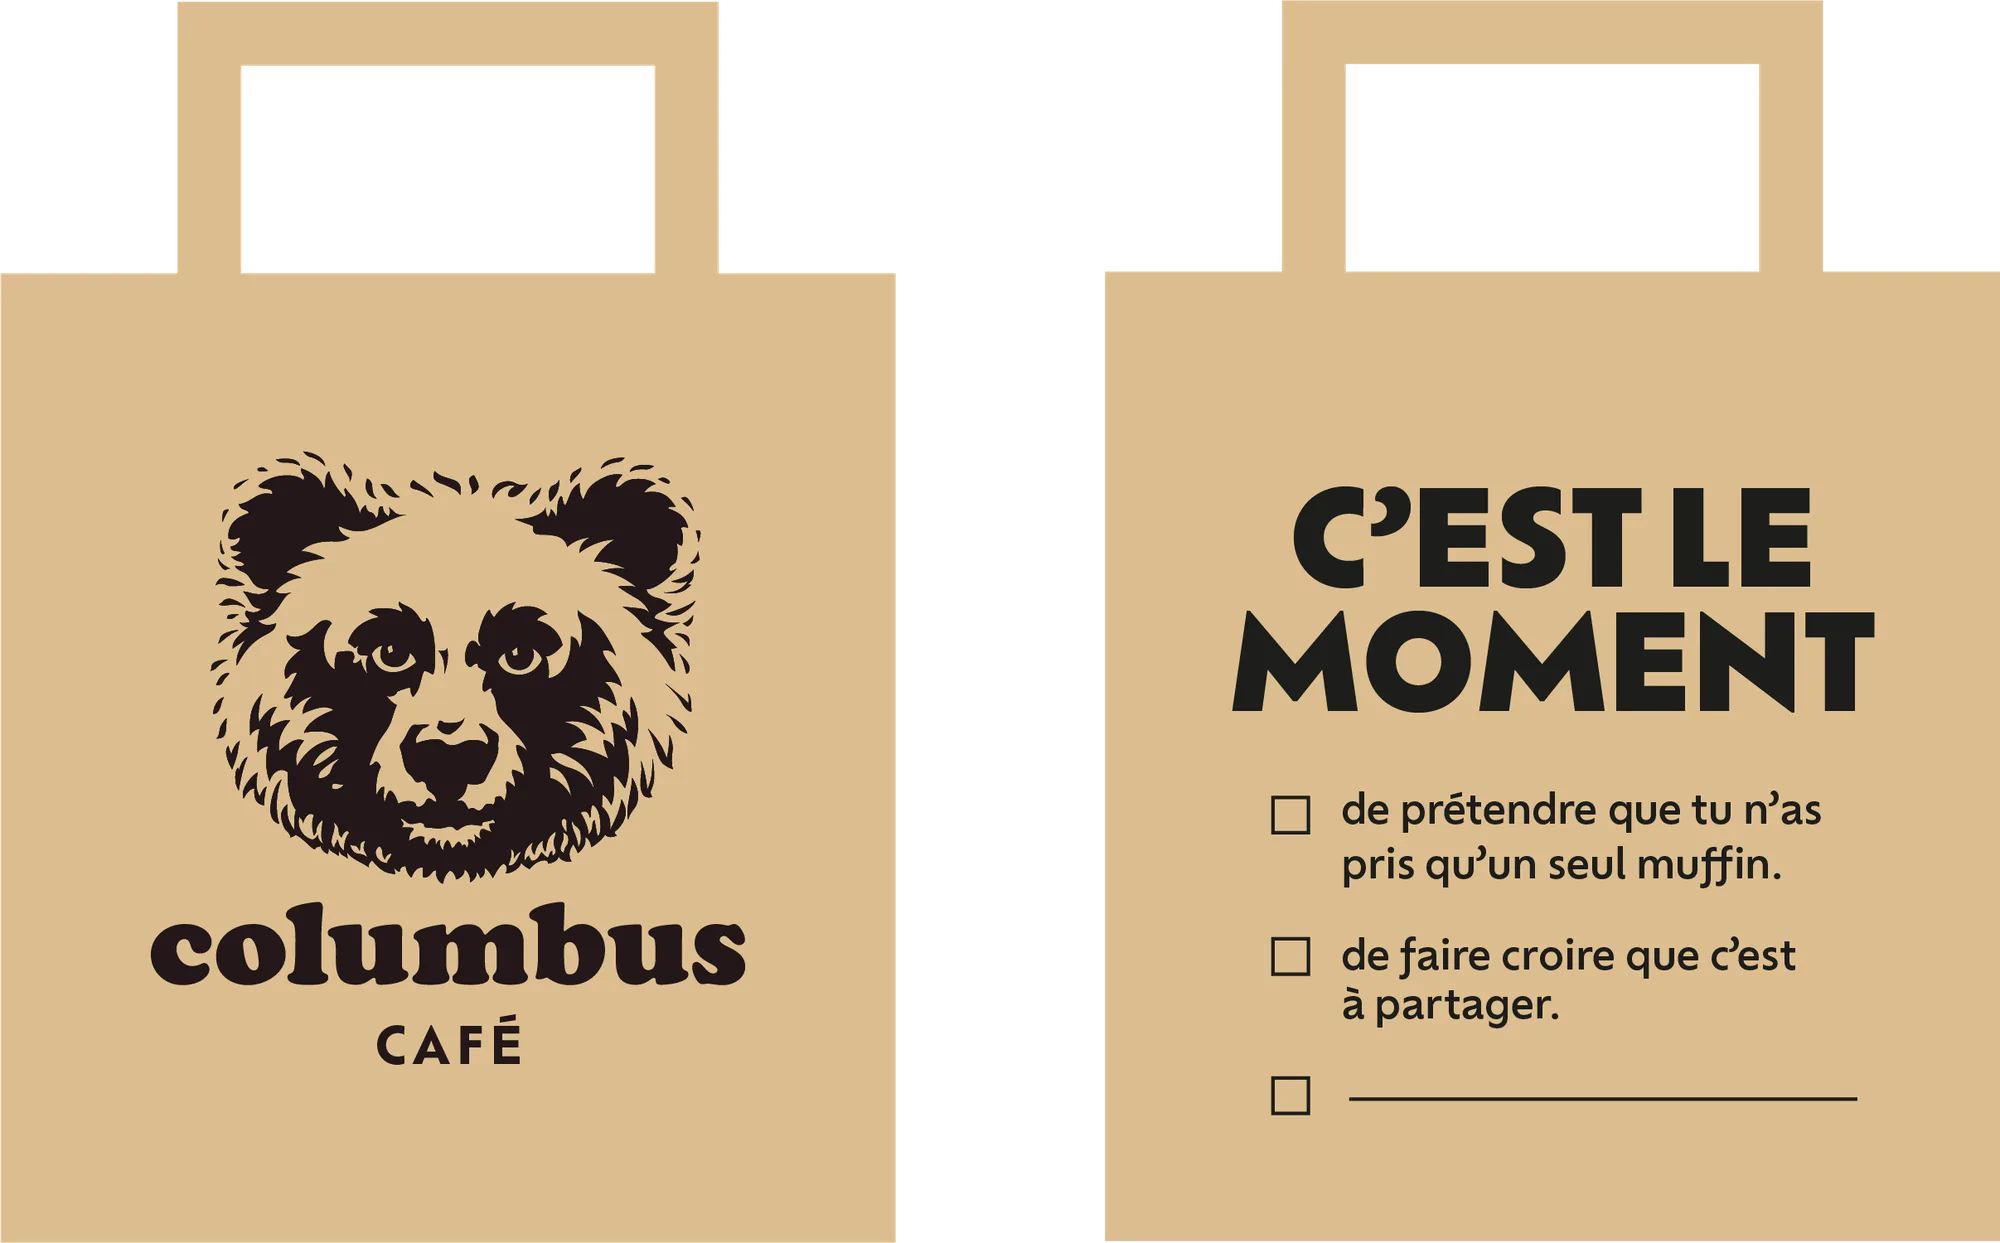 columbus
CAFÉ
C’EST LE
MOMENT
de prétendre que tu n’as
pris qu’un seul muffin.
de faire croire que c’est
à partager.